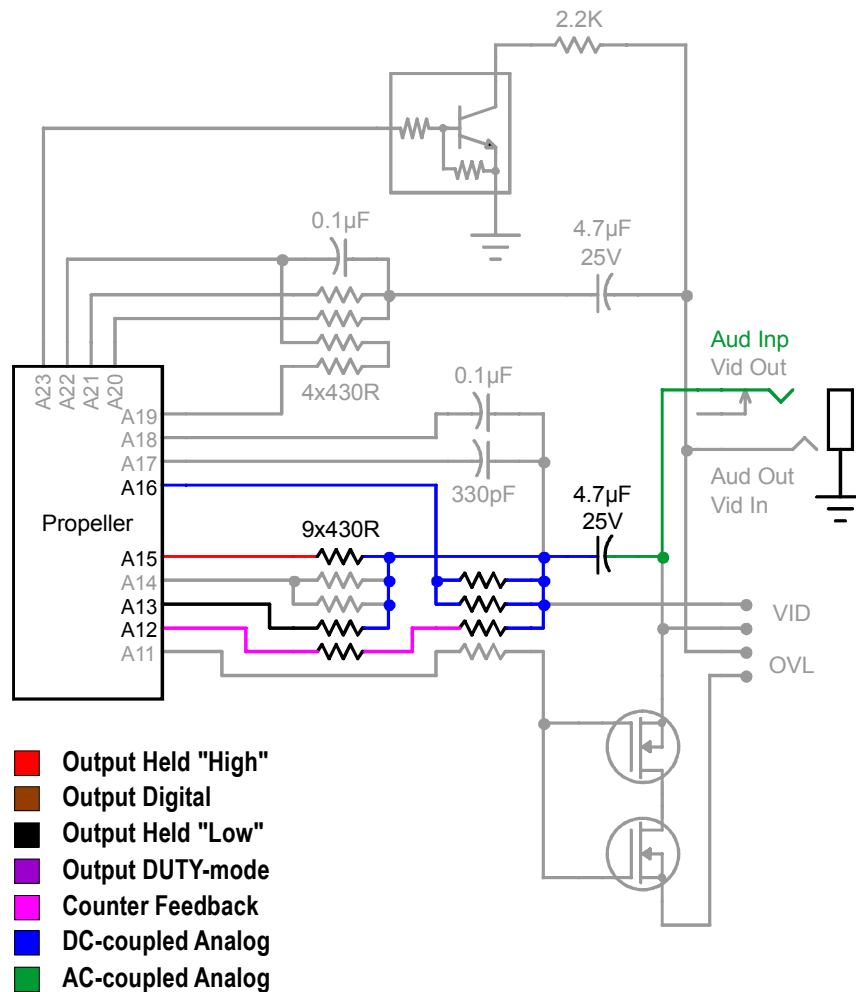 2.2K
0.1µF
4.7µF
25V
A23
A22
A21
A20
4x430R
A19
A18
A17
A16
Propeller
A15
A14
A13
A12
A11
0.1µF
330pF
9x430R
4.7µF
25V
Aud Inp
Vid Out
Aud Out
Vid In
VID
OVL
Output Held "High"
Output Digital
Output Held "Low"
Output DUTY-mode
Counter Feedback
DC-coupled Analog
AC-coupled Analog